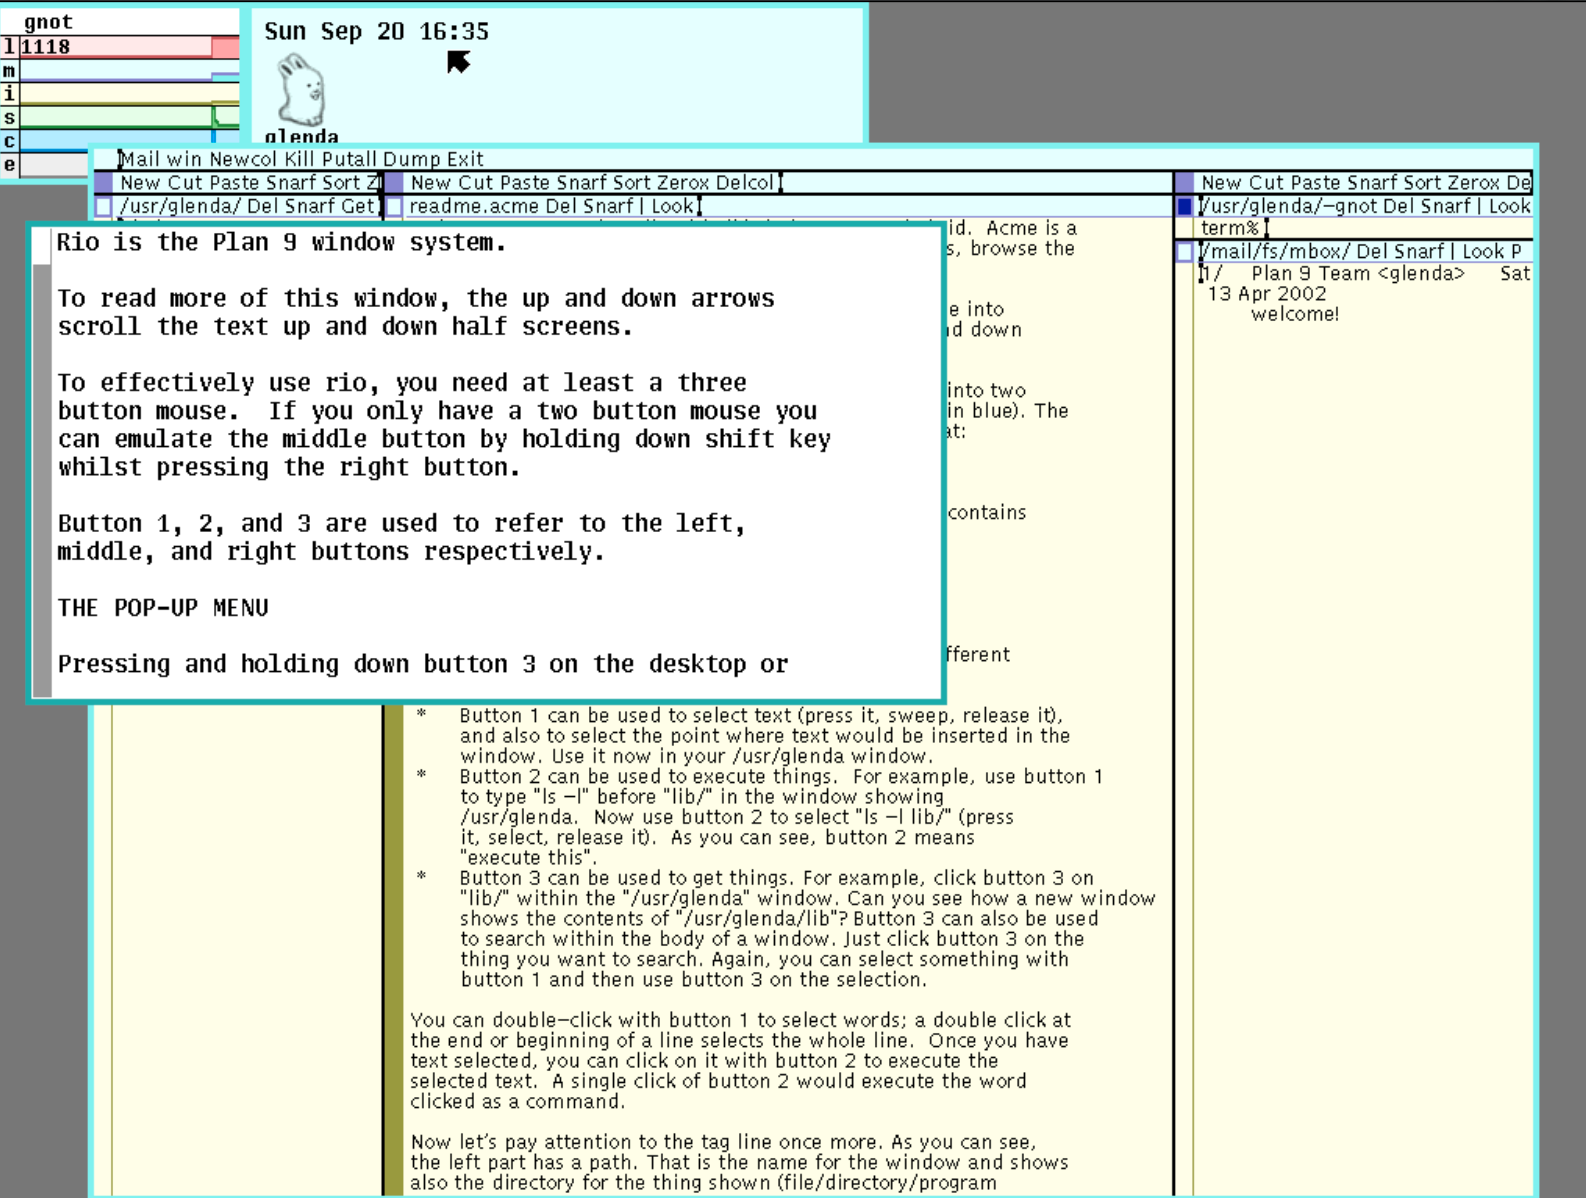 gnot
l 1118
m
i
s
c
e
Sun Sep 20 16:35
glenda
Mail win Newcol Kill Putall Dump Exit
New Cut Paste Snarf Sort Z
/usr/glenda/ Del Snarf Get
New Cut Paste Snarf Sort Zerox Delcol
readme.acme Del Snarf | Look
Rio is the Plan 9 window system.
To read more of this window, the up and down arrows
scroll the text up and down half screens.
To effectively use rio, you need at least a three
button mouse.  If you only have a two button mouse you
can emulate the middle button by holding down shift key
whilst pressing the right button.
Button 1, 2, and 3 are used to refer to the left,
middle, and right buttons respectively.
THE POP-UP MENU
Pressing and holding down button 3 on the desktop or
id.  Acme is a
s, browse the
e into
d down
into two
in blue). The
at:
contains
fferent
*    Button 1 can be used to select text (press it, sweep, release it),
and also to select the point where text would be inserted in the
window. Use it now in your /usr/glenda window.
*    Button 2 can be used to execute things.  For example, use button 1
to type "ls -l" before "lib/" in the window showing
/usr/glenda.  Now use button 2 to select "ls -l lib/" (press
it, select, release it).  As you can see, button 2 means
"execute this".
*    Button 3 can be used to get things. For example, click button 3 on
"lib/" within the "/usr/glenda" window. Can you see how a new window
shows the contents of "/usr/glenda/lib"? Button 3 can also be used
to search within the body of a window. Just click button 3 on the
thing you want to search. Again, you can select something with
button 1 and then use button 3 on the selection.
You can double-click with button 1 to select words; a double click at
the end or beginning of a line selects the whole line.  Once you have
text selected, you can click on it with button 2 to execute the
selected text.  A single click of button 2 would execute the word
clicked as a command.
Now let's pay attention to the tag line once more. As you can see,
the left part has a path. That is the name for the window and shows
also the directory for the thing shown (file/directory/program
New Cut Paste Snarf Sort Zerox De
/usr/glenda/-gnot Del Snarf | Look
term%
/mail/fs/mbox/ Del Snarf | Look P
1/    Plan 9 Team <glenda>    Sat
13 Apr 2002
welcome!